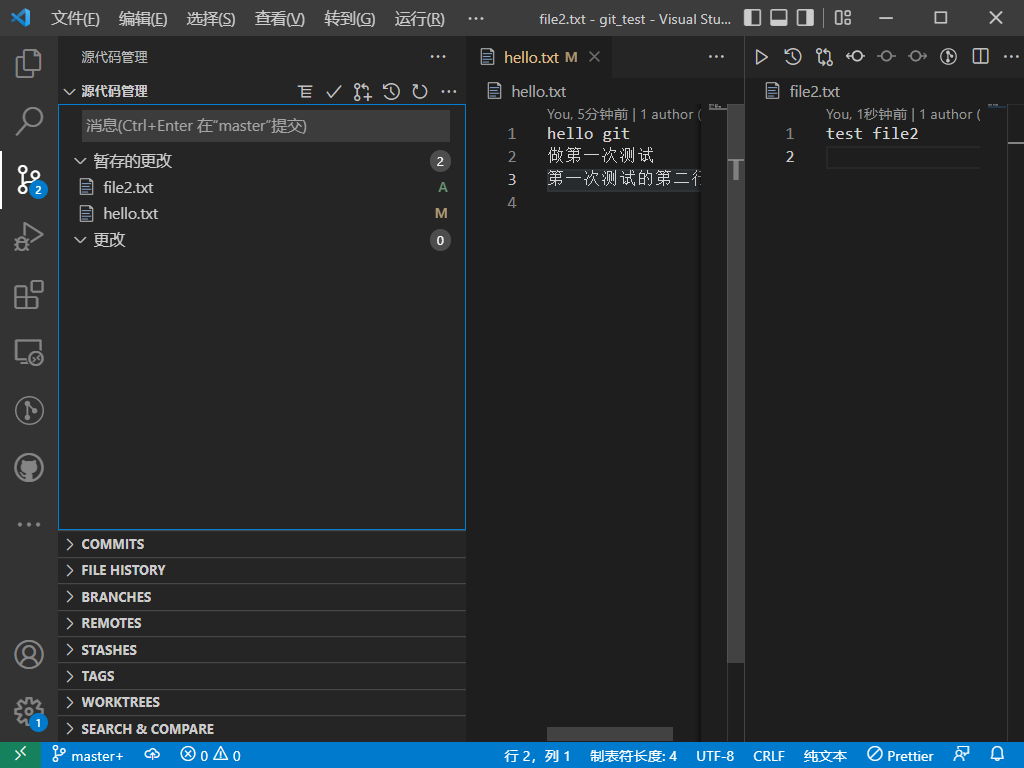 文件(F) 编辑(E) 选择(S) 查看(V) 转到(G) 运行(R) ··· file2.txt - git_test - Visual Stu...
源代码管理
源代码管理
消息(Ctrl+Enter 在“master”提交)
暂存的更改 2
file2.txt A
hello.txt M
更改 0
2
COMMITS
FILE HISTORY
BRANCHES
REMOTES
STASHES
TAGS
WORKTREES
SEARCH & COMPARE
1
hello.txt M
hello.txt
You, 5分钟前 | 1 author (
1 hello git
2 做第一次测试
3 第一次测试的第二行
4
file2.txt
You, 1秒钟前 | 1 author (
1 test file2
2
master+ 0 0 行 2，列 1 制表符长度: 4 UTF-8 CRLF 纯文本 Prettier